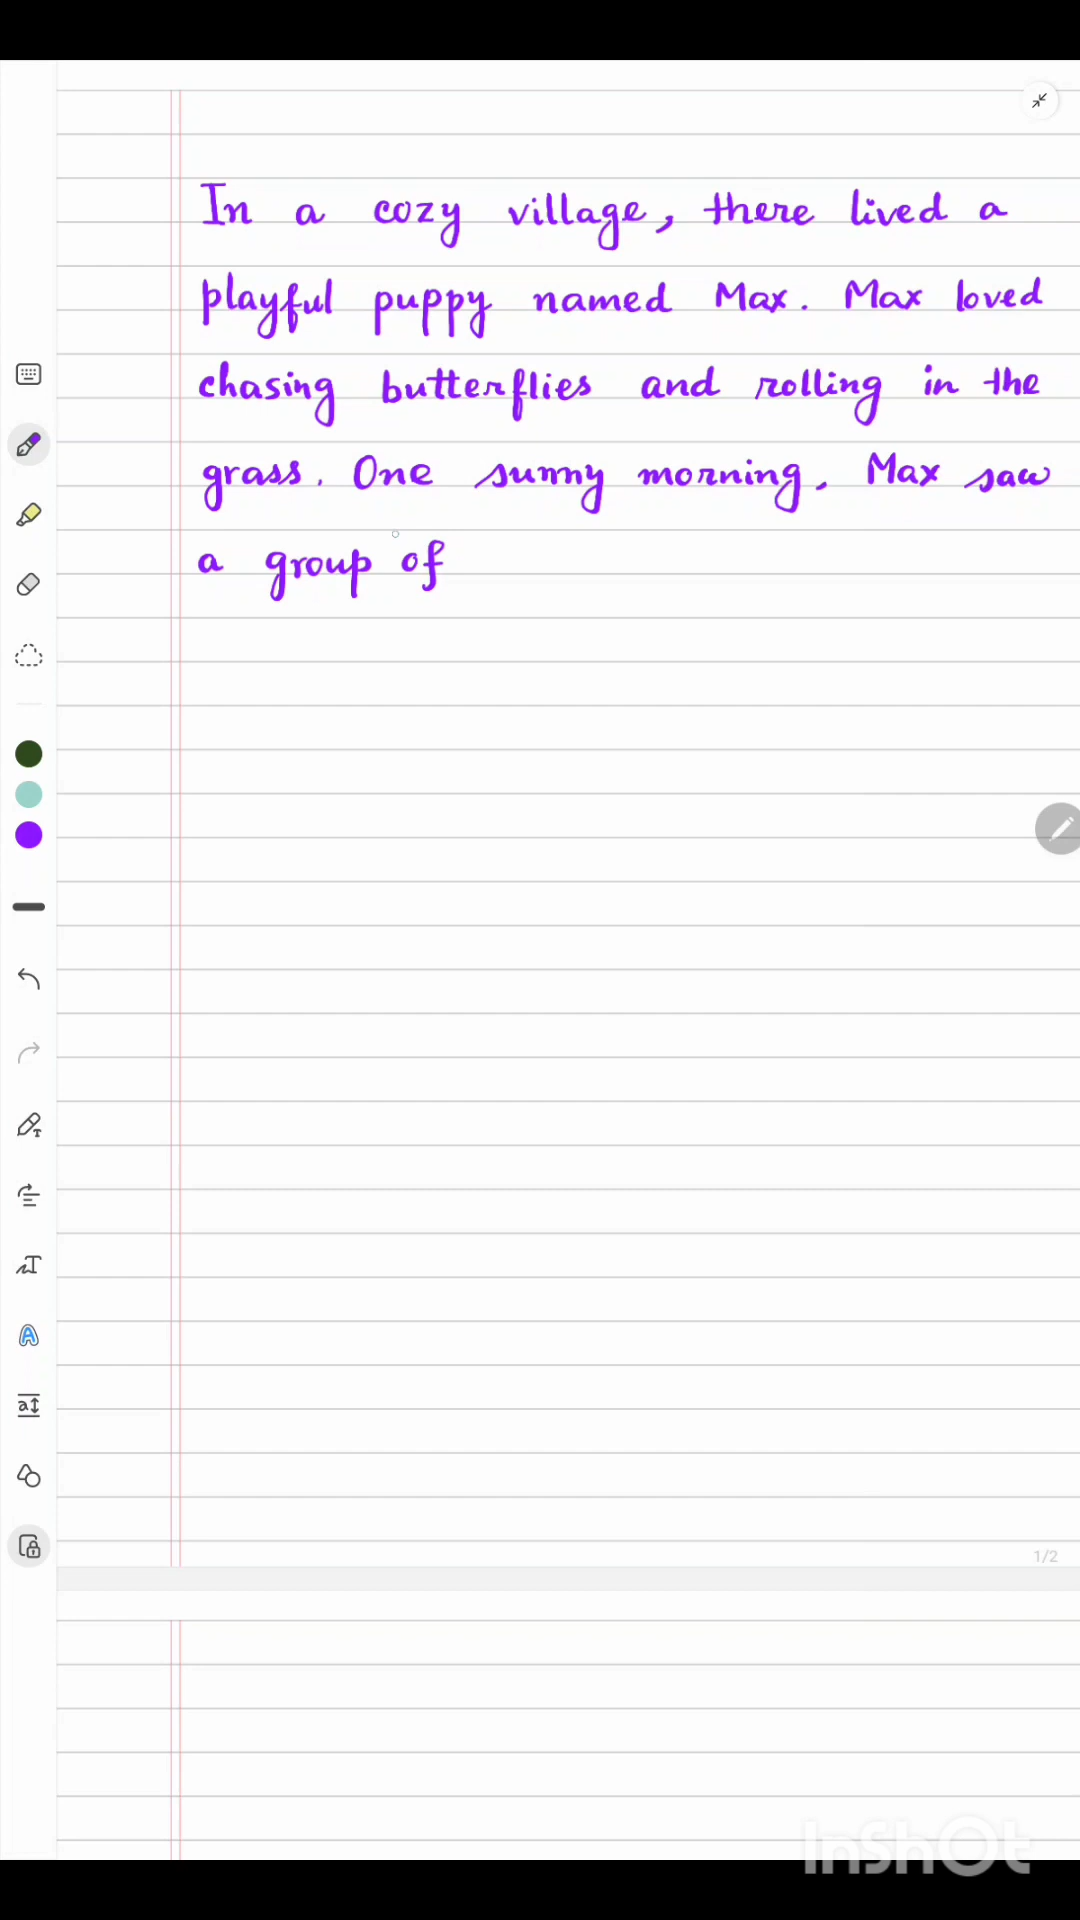 In a cozy village, there lived a
playful puppy named Max. Max loved
chasing butterflies and rolling in the
grass. One sunny morning. Max saw
a group of
1/2
InShOt